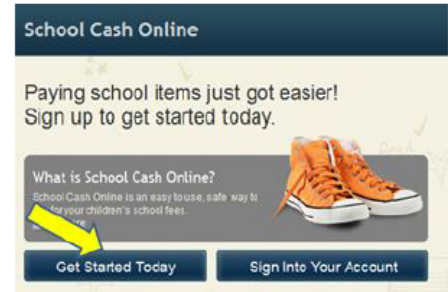 School Cash Online
Paying school items just got easier!
Sign up to get started today.
What is School Cash Online?
School Cash Online is an easy to use, safe way to
for your children's school fees.
Get Started Today
Sign Into Your Account